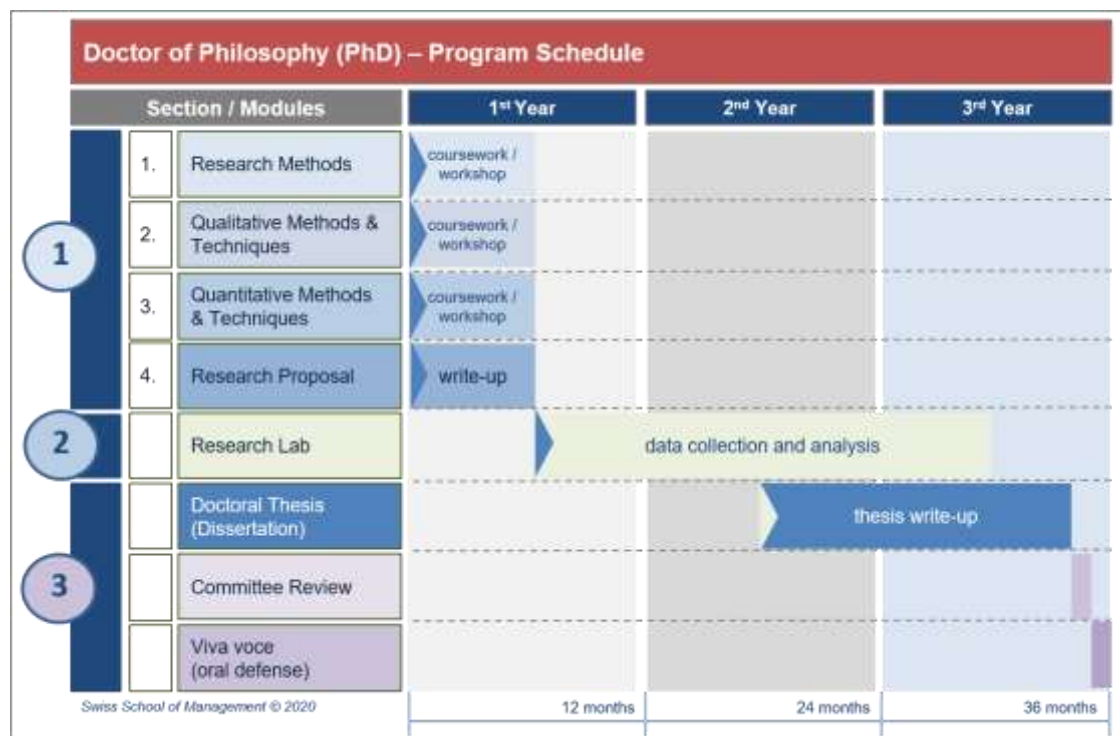 Doctor of Philosophy (PhD) – Program Schedule
Section / Modules
1st Year
2nd Year
3rd Year
1
1.
Research Methods
coursework /
workshop
2.
Qualitative Methods &
Techniques
coursework /
workshop
3.
Quantitative Methods
& Techniques
coursework /
workshop
4.
Research Proposal
write-up
2
Research Lab
data collection and analysis
3
Doctoral Thesis
(Dissertation)
thesis write-up
Committee Review
Viva voce
(oral defense)
Swiss School of Management © 2020
12 months
24 months
36 months